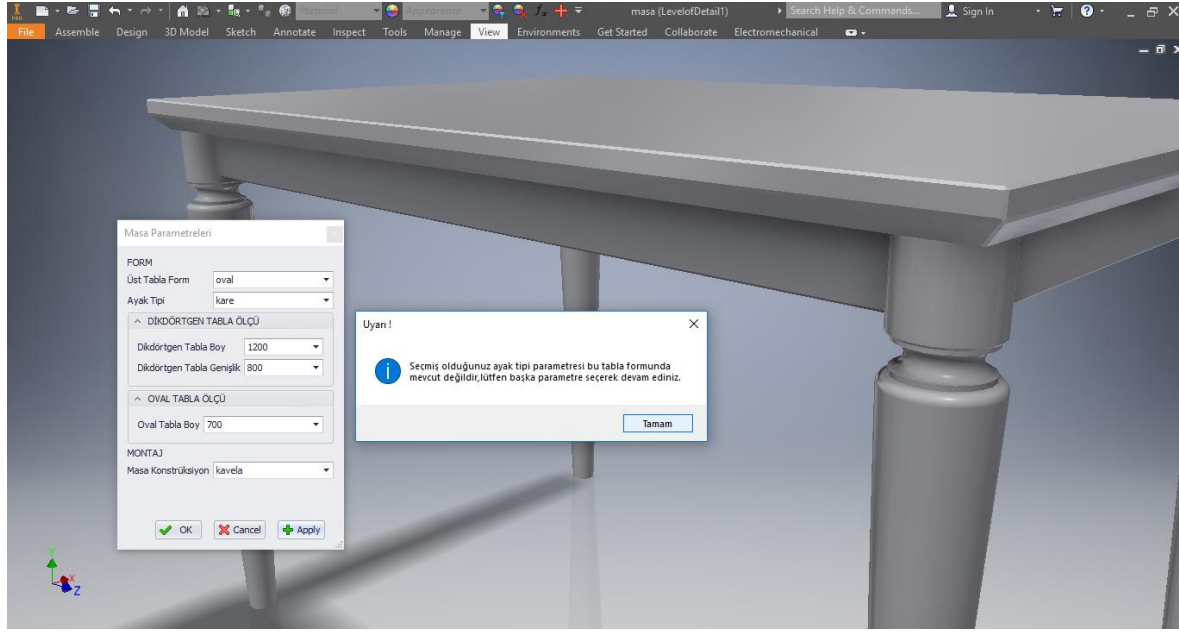 PRO
Material
Appearance
masa (LevelofDetail1)
Search Help & Commands...
Sign In
File Assemble Design 3D Model Sketch Annotate Inspect Tools Manage View Environments Get Started Collaborate Electromechanical
Masa Parametreleri
FORM
Üst Tabla Form oval
Ayak Tipi kare
DİKDÖRTGEN TABLA ÖLÇÜ
Dikdörtgen Tabla Boy 1200
Dikdörtgen Tabla Genişlik 800
OVAL TABLA ÖLÇÜ
Oval Tabla Boy 700
MONTAJ
Masa Konstrüksiyon kavela
OK Cancel Apply
Uyarı !
Seçmiş olduğunuz ayak tipi parametresi bu tabla formunda
mevcut değildir,lütfen başka parametre seçerek devam ediniz.
Tamam
Y
X
Z